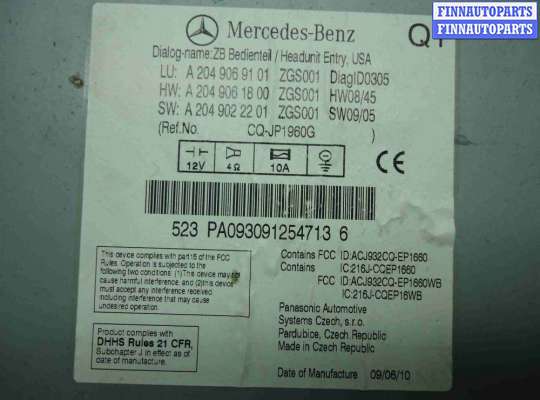 FINNAUTOPARTS
FINNAUTOPARTS
Mercedes-Benz
Dialog-name: ZB Bedienteil / Headunit Entry, USA
LU: A 204 906 91 01 ZGS001 DiagID0305
HW: A 204 906 18 00 ZGS001 HW08/45
SW: A 204 902 22 01 ZGS001 SW09/05
(Ref.No. CQ-JP1960G )
12V 4Ω 10A
CE
523 PA093091254713 6
This device complies with part 15 of the FCC
Rules. Operation is subjected to the
following two conditions: (1) This device may not
cause harmful interference, and (2) this device
must accept any interference received
including interference that may cause
undesired operation.
Contains FCC ID:ACJ932CQ-EP1660
Contains IC:216J-CQEP1660
FCC ID:ACJ932CQ-EP1660WB
IC:216J-CQEP16WB
Panasonic Automotive
Systems Czech, s.r.o.
Pardubice, Czech Republic
Made in Czech Republic
Product complies with
DHHS Rules 21 CFR,
Subchapter J in effect as of
date of manufacture.
Date of Manufacture 09/06/10
FINNAUTOPARTS
FINNAUTOPARTS